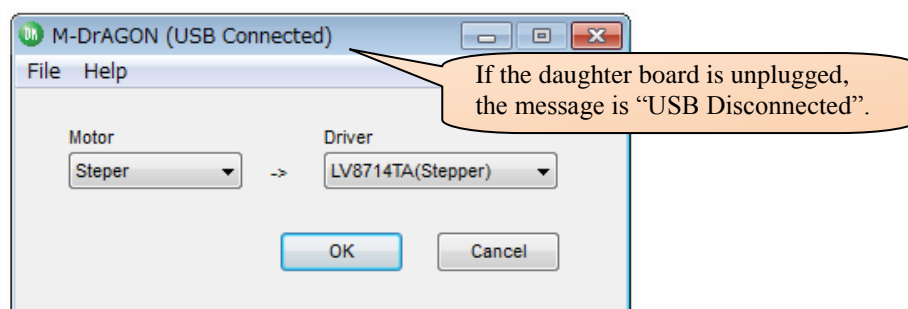 M-DrAGON (USB Connected)
File Help
If the daughter board is unplugged,
the message is “USB Disconnected”.
Motor
Driver
Steper
->
LV8714TA(Stepper)
OK
Cancel